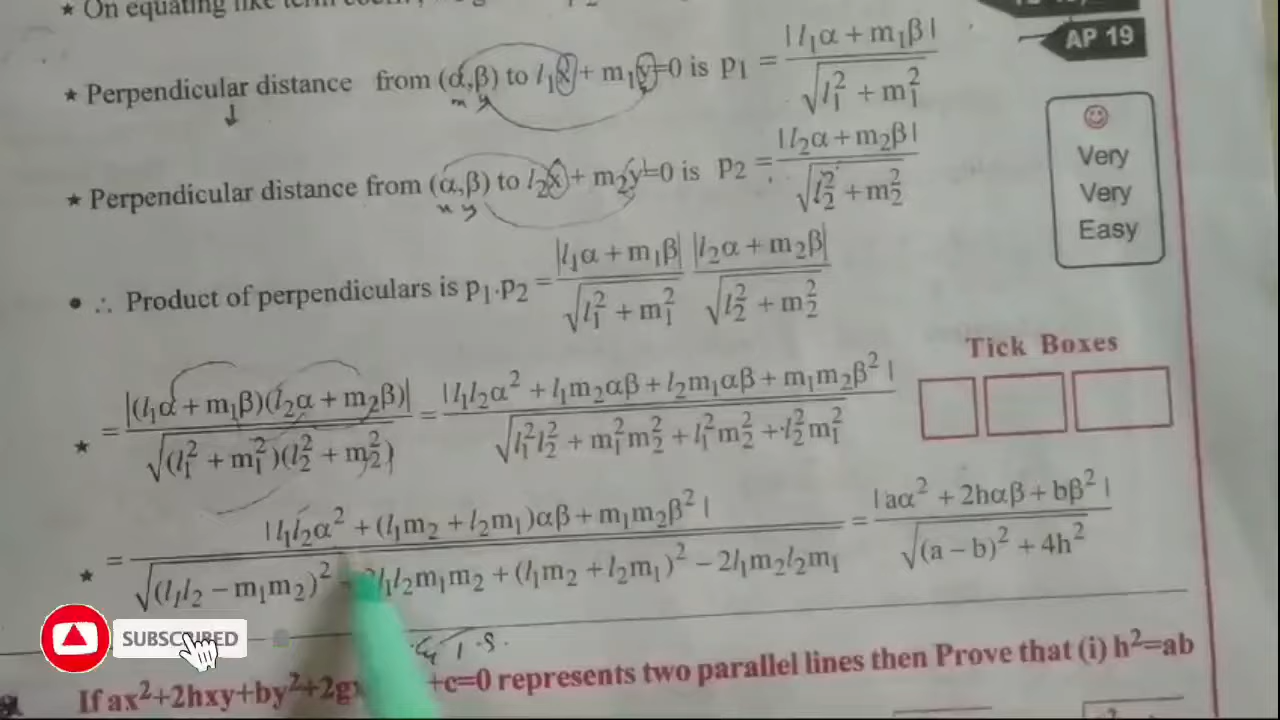 ★ On equating like term
AP 19
★ Perpendicular distance from (α,β) to l₁x + m₁y=0 is p₁ = |l₁α + m₁β| / √(l₁² + m₁²)
x y
★ Perpendicular distance from (α,β) to l₂x + m₂y=0 is p₂ = |l₂α + m₂β| / √(l₂² + m₂²)
x y
Very
Very
Easy
• ∴ Product of perpendiculars is p₁.p₂ = |l₁α + m₁β| / √(l₁² + m₁²) |l₂α + m₂β| / √(l₂² + m₂²)
Tick Boxes
★ = |(l₁α + m₁β)(l₂α + m₂β)| / √((l₁² + m₁²)(l₂² + m₂²)) = |l₁l₂α² + l₁m₂αβ + l₂m₁αβ + m₁m₂β²| / √(l₁²l₂² + m₁²m₂² + l₁²m₂² + l₂²m₁²)
★ = |l₁l₂α² + (l₁m₂ + l₂m₁)αβ + m₁m₂β²| / √((l₁l₂ − m₁m₂)² + 2l₁l₂m₁m₂ + (l₁m₂ + l₂m₁)² − 2l₁m₂l₂m₁) = |aα² + 2hαβ + bβ²| / √((a − b)² + 4h²)
SUBSCRIBED
If ax²+2hxy+by²+2gx +c=0 represents two parallel lines then Prove that (i) h²=ab